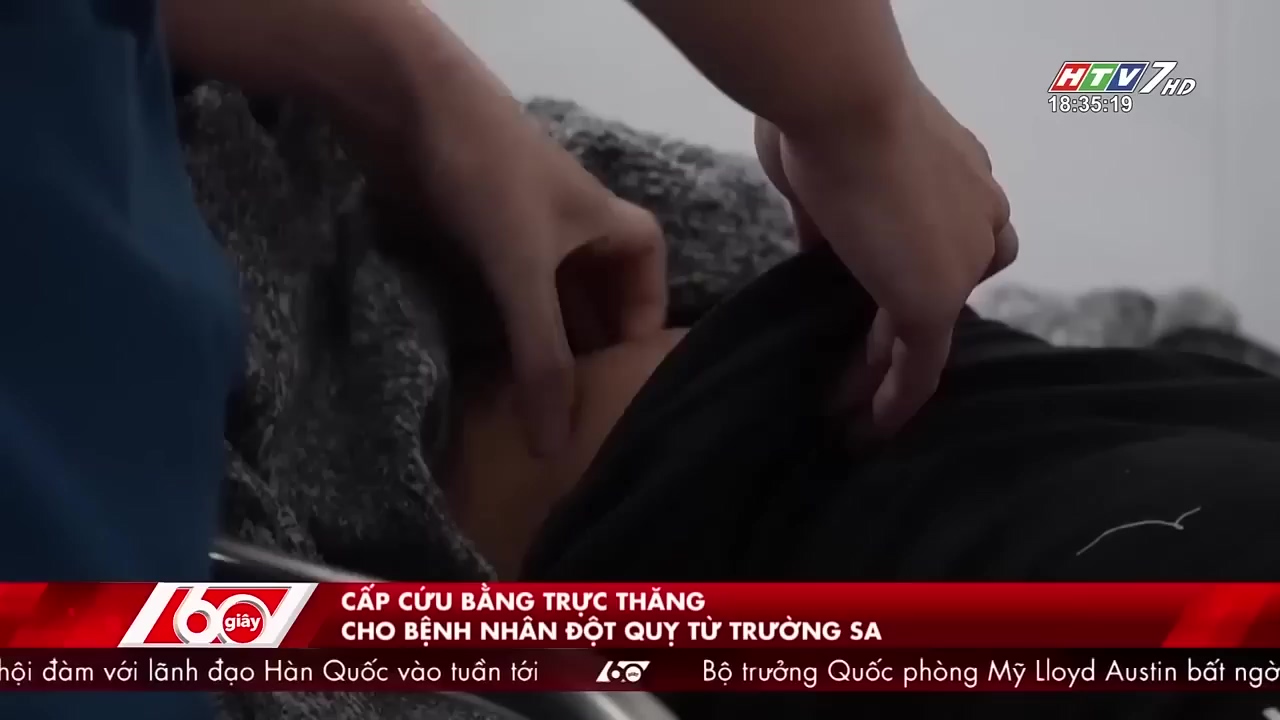 HTV7HD
18:35:19
60 giây
CẤP CỨU BẰNG TRỰC THĂNG
CHO BỆNH NHÂN ĐỘT QUỴ TỪ TRƯỜNG SA
hội đàm với lãnh đạo Hàn Quốc vào tuần tới 60 giây Bộ trưởng Quốc phòng Mỹ Lloyd Austin bất ngờ